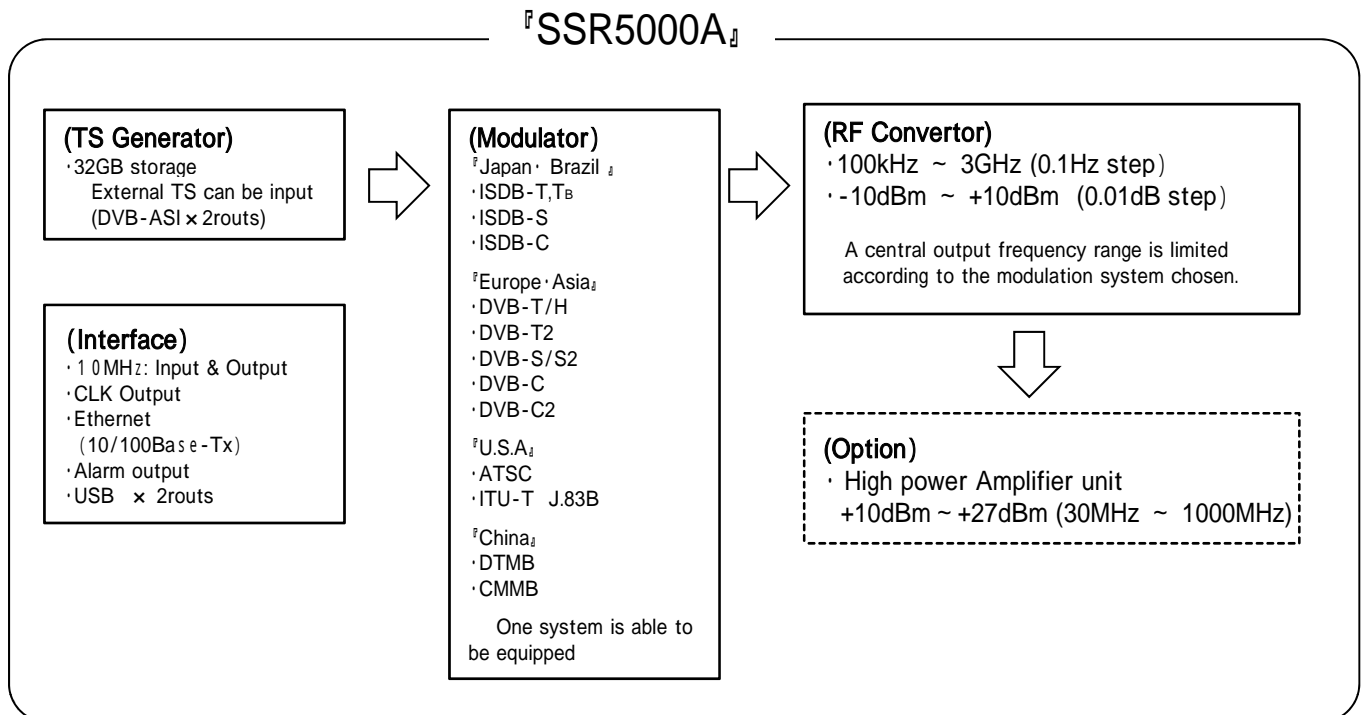 『SSR5000A』
(TS Generator)
・32GB storage
External TS can be input
(DVB-ASI×2routs)
(Interface)
・10MHz: Input & Output
・CLK Output
・Ethernet
(10/100Base-Tx)
・Alarm output
・USB × 2routs
(Modulator)
『Japan・Brazil』
・ISDB-T,TB
・ISDB-S
・ISDB-C
『Europe・Asia』
・DVB-T/H
・DVB-T2
・DVB-S/S2
・DVB-C
・DVB-C2
『U.S.A』
・ATSC
・ITU-T J.83B
『China』
・DTMB
・CMMB
One system is able to
be equipped
(RF Convertor)
・100kHz ~ 3GHz (0.1Hz step)
・-10dBm ~ +10dBm (0.01dB step)
A central output frequency range is limited
according to the modulation system chosen.
(Option)
・High power Amplifier unit
+10dBm ~ +27dBm (30MHz ~ 1000MHz)